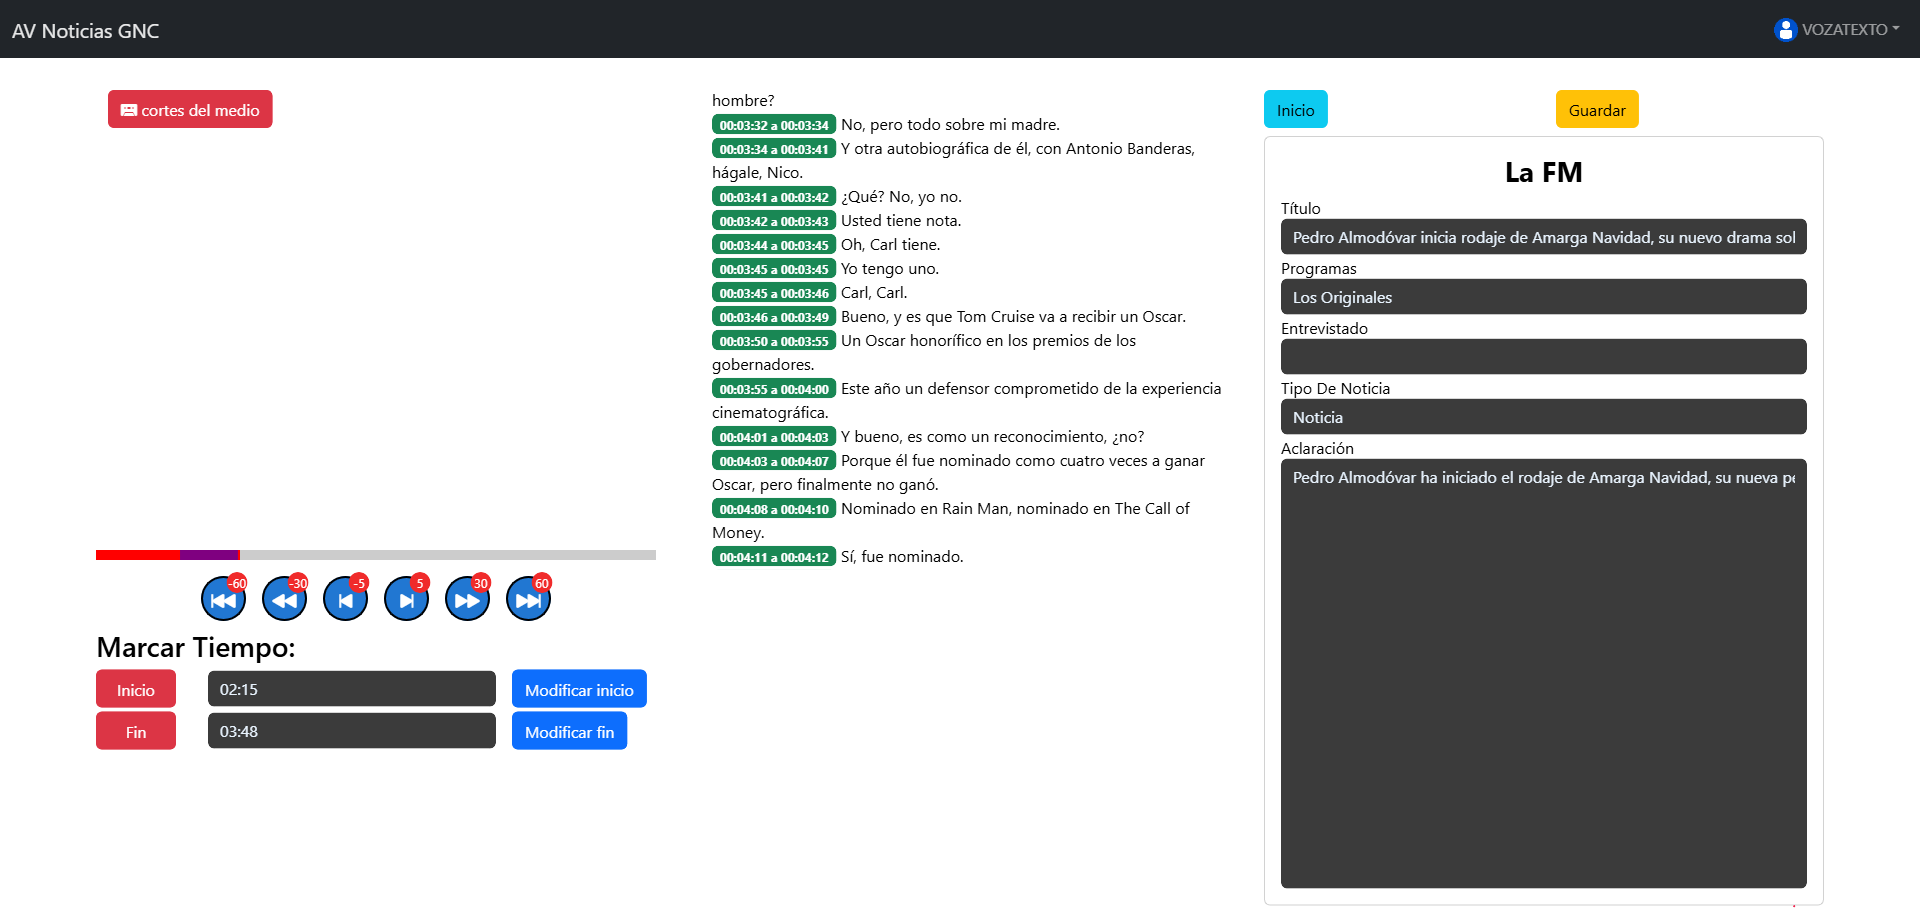 AV Noticias GNC
VOZATEXTO
cortes del medio
-60
-30
-5
5
30
60
Marcar Tiempo:
Inicio
02:15
Modificar inicio
Fin
03:48
Modificar fin
hombre?
00:03:32 a 00:03:34 No, pero todo sobre mi madre.
00:03:34 a 00:03:41 Y otra autobiográfica de él, con Antonio Banderas,
hágale, Nico.
00:03:41 a 00:03:42 ¿Qué? No, yo no.
00:03:42 a 00:03:43 Usted tiene nota.
00:03:44 a 00:03:45 Oh, Carl tiene.
00:03:45 a 00:03:45 Yo tengo uno.
00:03:45 a 00:03:46 Carl, Carl.
00:03:46 a 00:03:49 Bueno, y es que Tom Cruise va a recibir un Oscar.
00:03:50 a 00:03:55 Un Oscar honorífico en los premios de los
gobernadores.
00:03:55 a 00:04:00 Este año un defensor comprometido de la experiencia
cinematográfica.
00:04:01 a 00:04:03 Y bueno, es como un reconocimiento, ¿no?
00:04:03 a 00:04:07 Porque él fue nominado como cuatro veces a ganar
Oscar, pero finalmente no ganó.
00:04:08 a 00:04:10 Nominado en Rain Man, nominado en The Call of
Money.
00:04:11 a 00:04:12 Sí, fue nominado.
Inicio
Guardar
La FM
Título
Pedro Almodóvar inicia rodaje de Amarga Navidad, su nuevo drama
Programas
Los Originales
Entrevistado
Tipo De Noticia
Noticia
Aclaración
Pedro Almodóvar ha iniciado el rodaje de Amarga Navidad, su nueva